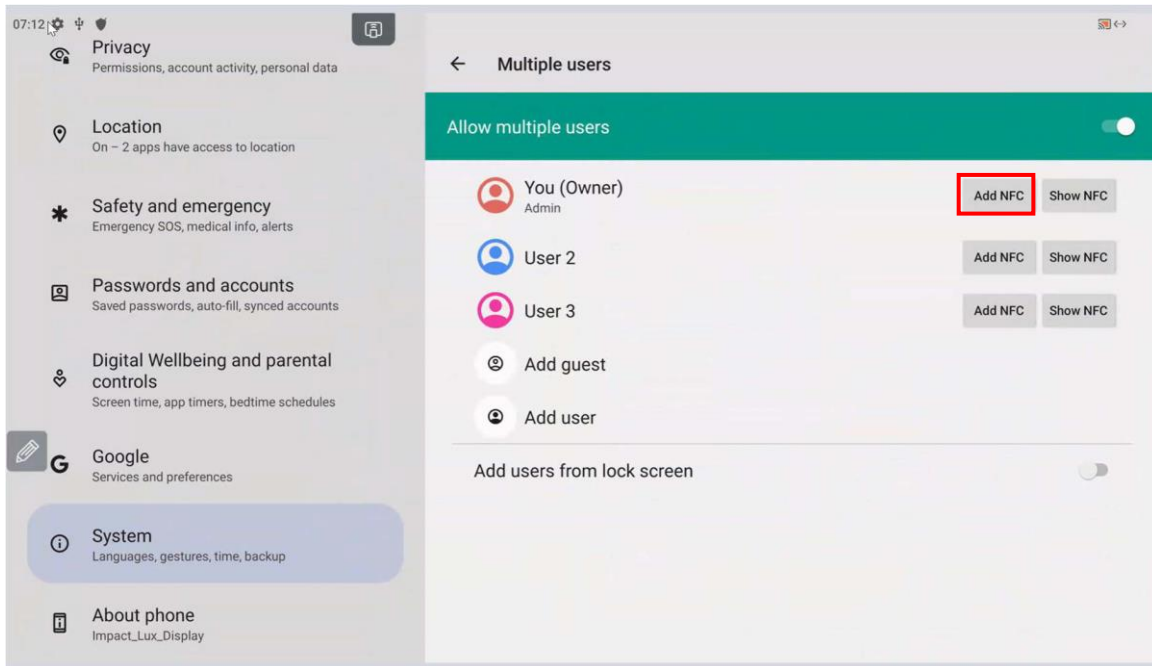 07:12
Privacy
Permissions, account activity, personal data
Location
On – 2 apps have access to location
Safety and emergency
Emergency SOS, medical info, alerts
Passwords and accounts
Saved passwords, auto-fill, synced accounts
Digital Wellbeing and parental
controls
Screen time, app timers, bedtime schedules
Google
Services and preferences
System
Languages, gestures, time, backup
About phone
Impact_Lux_Display
Multiple users
Allow multiple users
You (Owner)
Admin
Add NFC Show NFC
User 2
Add NFC Show NFC
User 3
Add NFC Show NFC
Add guest
Add user
Add users from lock screen